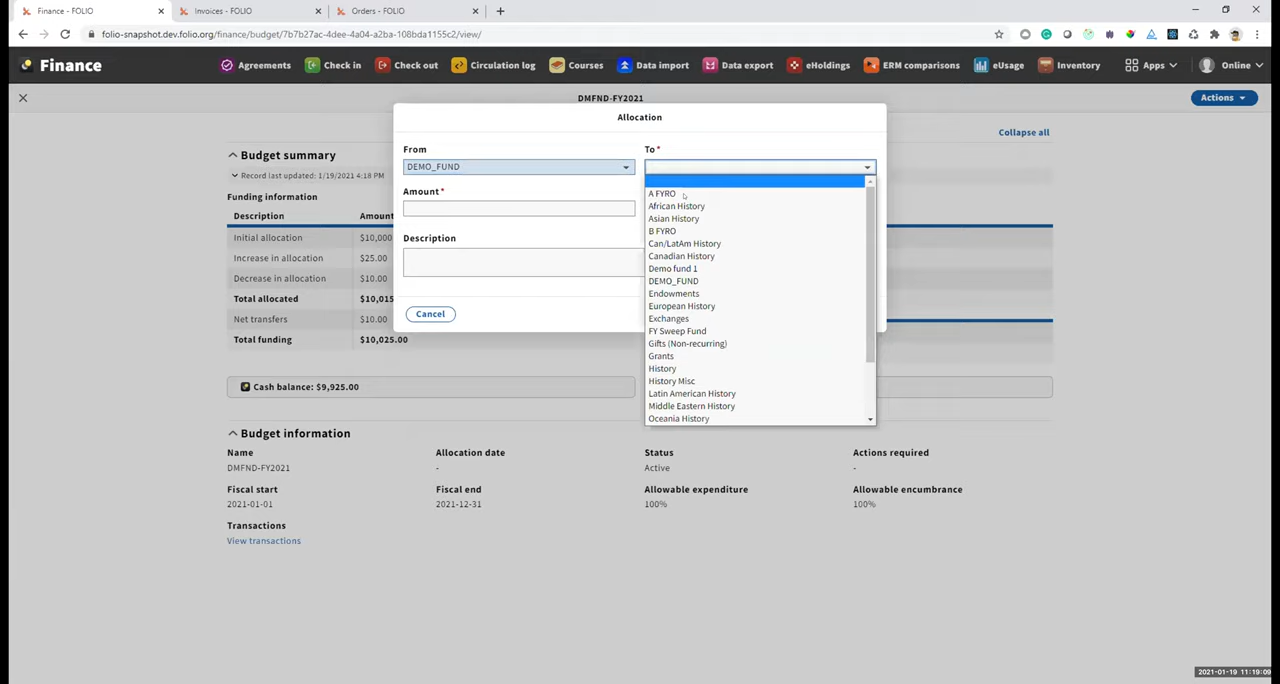 Finance - FOLIO
Invoices - FOLIO
Orders - FOLIO
folio-snapshot.dev.folio.org/finance/budget/7b7b27ac-4dee-4a04-a2ba-108bda1155c2/view/
Finance
Agreements
Check in
Check out
Circulation log
Courses
Data import
Data export
eHoldings
ERM comparisons
eUsage
Inventory
Apps
Online
DMFND-FY2021
Actions
Collapse all
Budget summary
Record last updated: 1/19/2021 4:18 PM
Funding information
Description Amoun
Initial allocation $10,000
Increase in allocation $25.00
Decrease in allocation $10.00
Total allocated $10,015
Net transfers $10.00
Total funding $10,025.00
Cash balance: $9,925.00
Allocation
From
DEMO_FUND
To*
Amount*
Description
Cancel
A FYRO
African History
Asian History
B FYRO
Can/LatAm History
Canadian History
Demo fund 1
DEMO_FUND
Endowments
European History
Exchanges
FY Sweep Fund
Gifts (Non-recurring)
Grants
History
History Misc
Latin American History
Middle Eastern History
Oceania History
Budget information
Name Allocation date Status Actions required
DMFND-FY2021 - Active -
Fiscal start Fiscal end Allowable expenditure Allowable encumbrance
2021-01-01 2021-12-31 100% 100%
Transactions
View transactions
2021-01-19 11:19:09